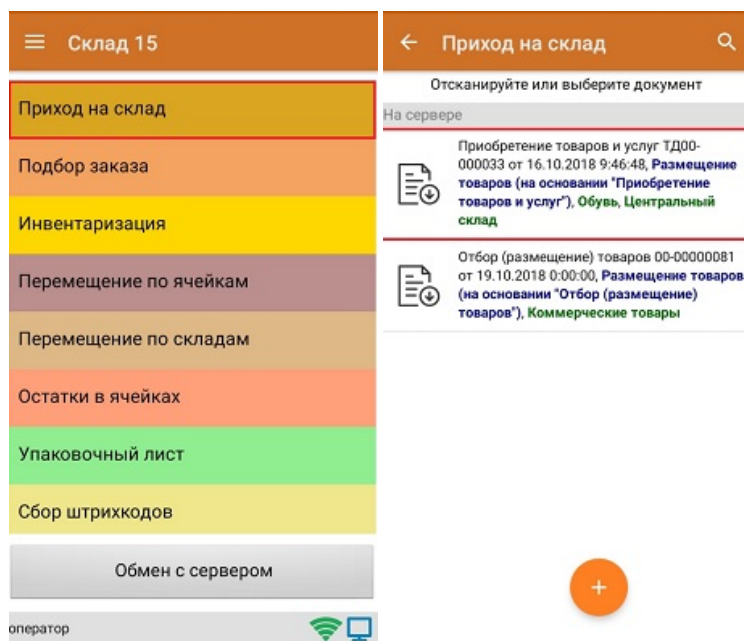 Склад 15
Приход на склад
Подбор заказа
Инвентаризация
Перемещение по ячейкам
Перемещение по складам
Остатки в ячейках
Упаковочный лист
Сбор штрихкодов
Обмен с сервером
оператор
Приход на склад
Отсканируйте или выберите документ
На сервере
Приобретение товаров и услуг ТД00-
000033 от 16.10.2018 9:46:48, Размещение
товаров (на основании "Приобретение
товаров и услуг"), Обувь, Центральный
склад
Отбор (размещение) товаров 00-00000081
от 19.10.2018 0:00:00, Размещение товаров
(на основании "Отбор (размещение)
товаров"), Коммерческие товары
+